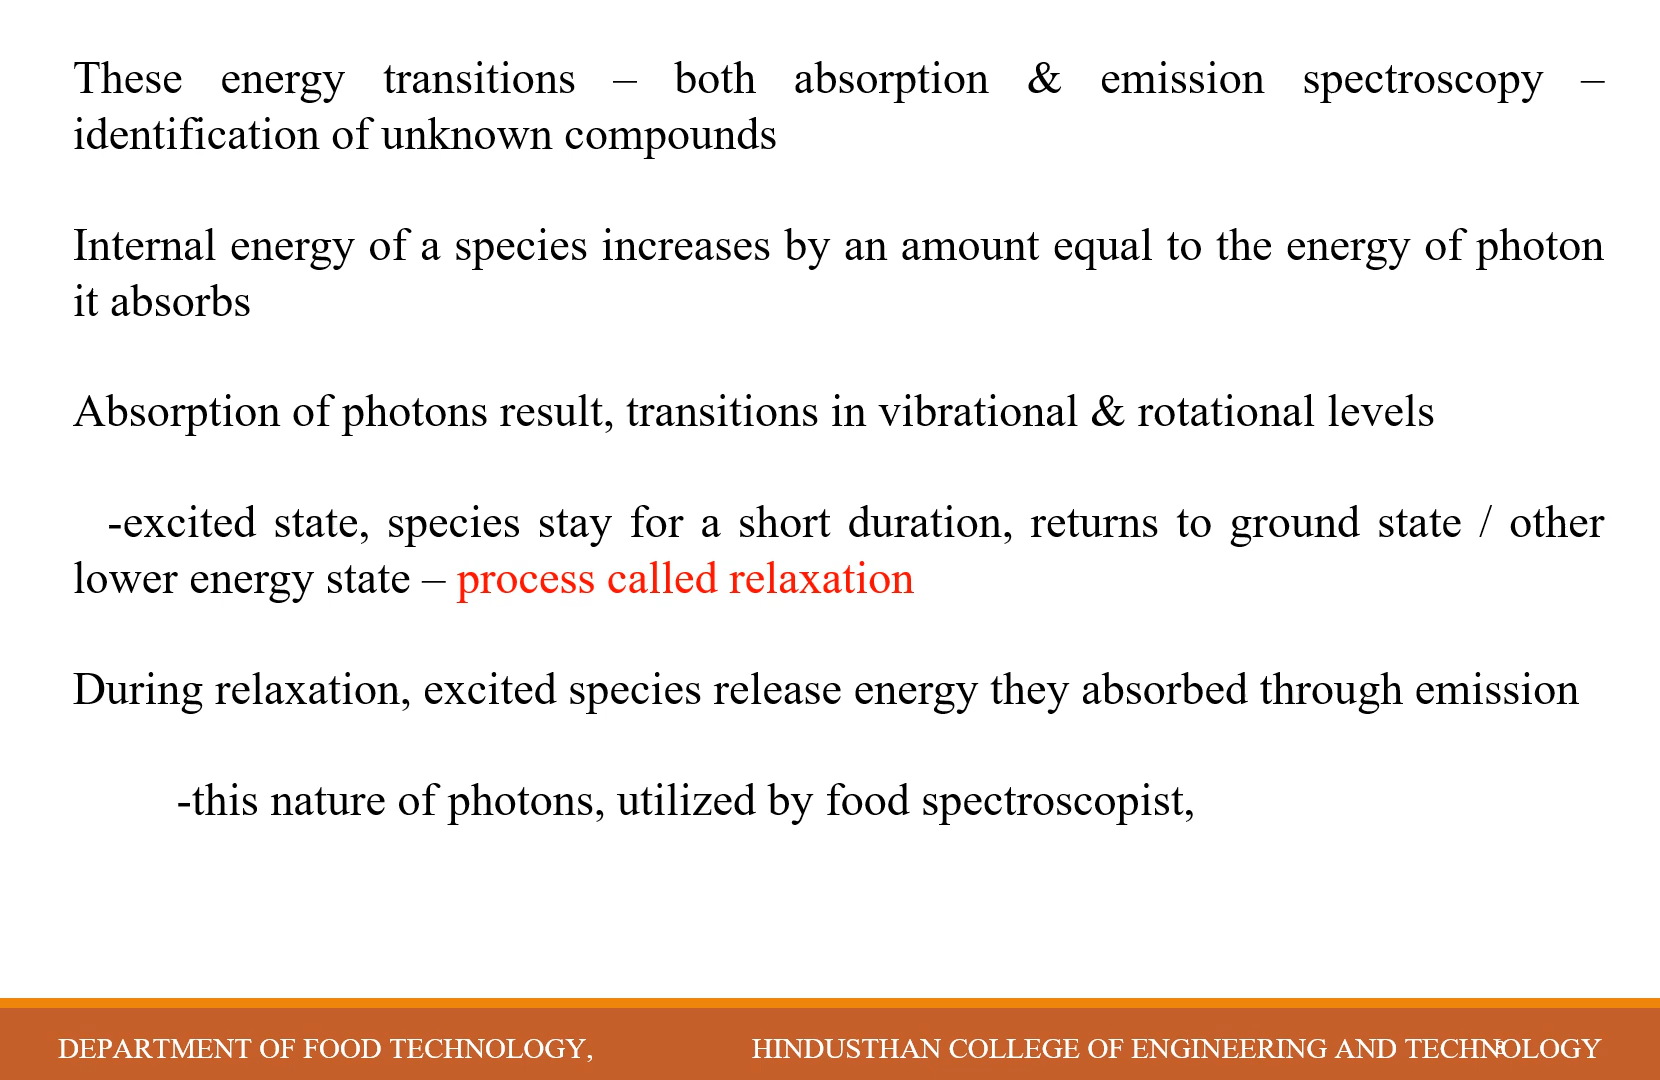 These energy transitions – both absorption & emission spectroscopy –
identification of unknown compounds
Internal energy of a species increases by an amount equal to the energy of photon
it absorbs
Absorption of photons result, transitions in vibrational & rotational levels
-excited state, species stay for a short duration, returns to ground state / other
lower energy state – process called relaxation
During relaxation, excited species release energy they absorbed through emission
-this nature of photons, utilized by food spectroscopist,
DEPARTMENT OF FOOD TECHNOLOGY, HINDUSTHAN COLLEGE OF ENGINEERING AND TECHNOLOGY